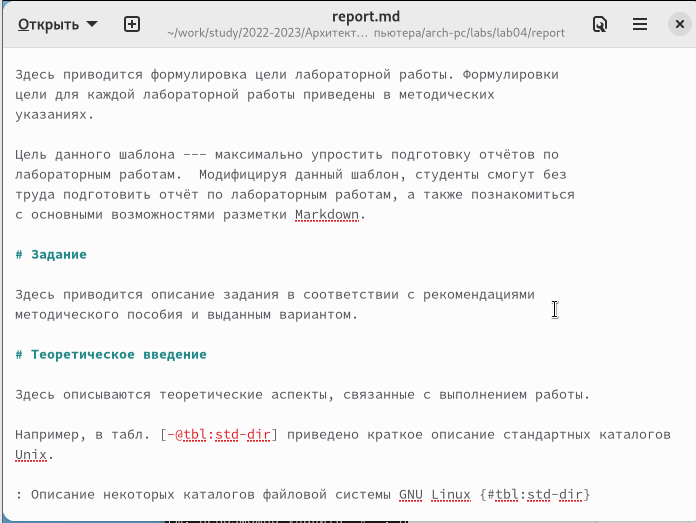 Открыть
report.md
~/work/study/2022-2023/Архитект… пьютера/arch-pc/labs/lab04/report
Здесь приводится формулировка цели лабораторной работы. Формулировки
цели для каждой лабораторной работы приведены в методических
указаниях.
Цель данного шаблона --- максимально упростить подготовку отчётов по
лабораторным работам.  Модифицируя данный шаблон, студенты смогут без
труда подготовить отчёт по лабораторным работам, а также познакомиться
с основными возможностями разметки Markdown.
# Задание
Здесь приводится описание задания в соответствии с рекомендациями
методического пособия и выданным вариантом.
# Теоретическое введение
Здесь описываются теоретические аспекты, связанные с выполнением работы.
Например, в табл. [-@tbl:std-dir] приведено краткое описание стандартных каталогов
Unix.
: Описание некоторых каталогов файловой системы GNU Linux {#tbl:std-dir}